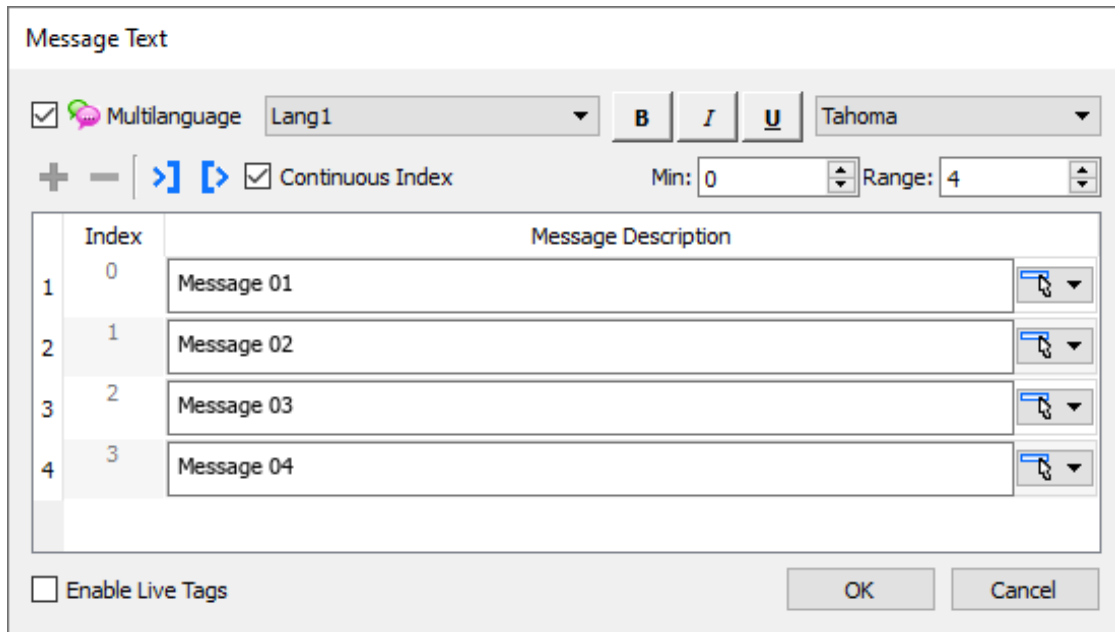 Message Text
Multilanguage Lang1 B I U Tahoma
Continuous Index Min: 0 Range: 4
Index Message Description
1 0 Message 01
2 1 Message 02
3 2 Message 03
4 3 Message 04
Enable Live Tags OK Cancel